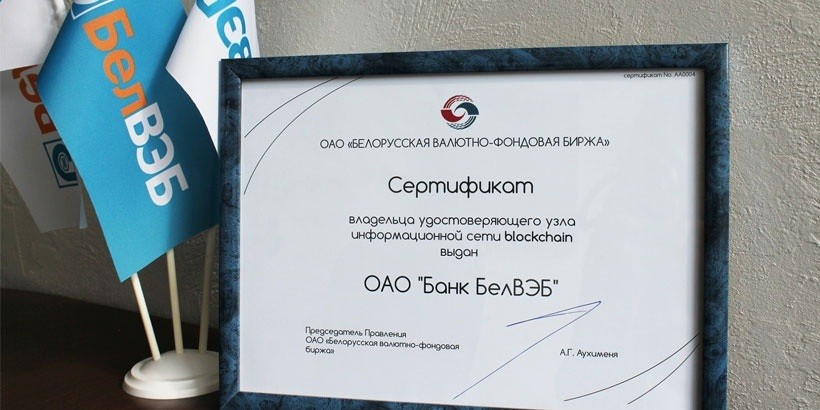 БелВЭБ
сертификат No. AA0004
ОАО «БЕЛОРУССКАЯ ВАЛЮТНО-ФОНДОВАЯ БИРЖА»
Сертификат
владельца удостоверяющего узла
информационной сети blockchain
выдан
ОАО "Банк БелВЭБ"
Председатель Правления
ОАО «Белорусская валютно-фондовая
биржа»
А.Г. Аухименя